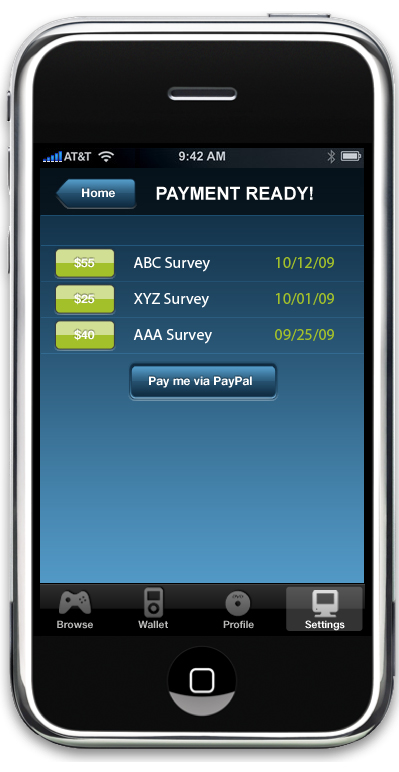 AT&T 9:42 AM
Home PAYMENT READY!
$55 ABC Survey 10/12/09
$25 XYZ Survey 10/01/09
$40 AAA Survey 09/25/09
Pay me via PayPal
DVD
Browse Wallet Profile Settings